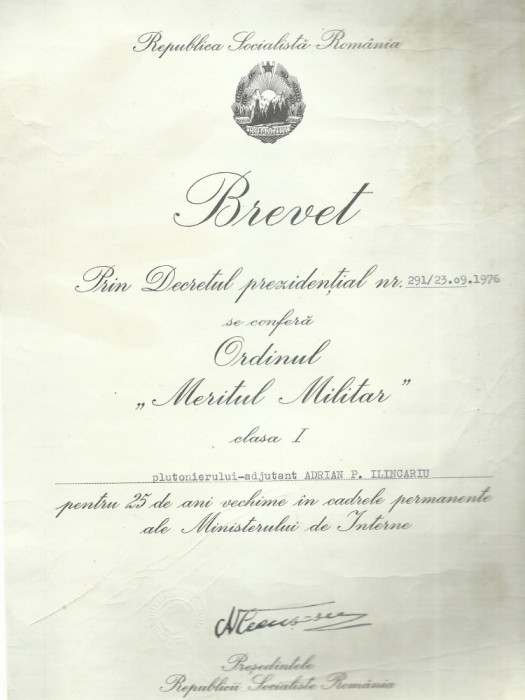 Republica Socialistă România
Brevet
Prin Decretul prezidențial nr. 291/23.09.1976
se conferă
Ordinul
„Meritul Militar”
clasa I
plutonierului-adjutant ADRIAN P. ILINCARIU
pentru 25 de ani vechime în cadrele permanente
ale Ministerului de Interne
Președintele
Republicii Socialiste România